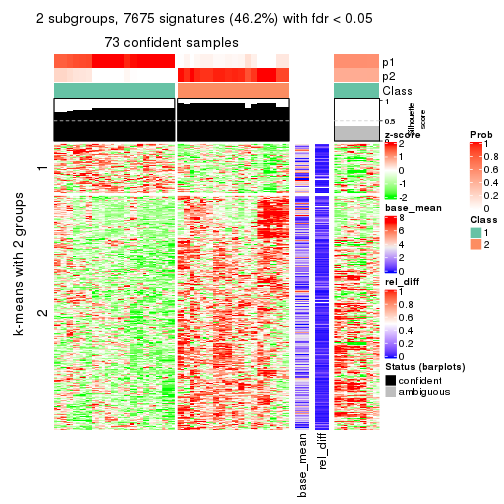 2 subgroups, 7675 signatures (46.2%) with fdr < 0.05
73 confident samples
p1
p2
Class
1
0.5
0
Silhouette
score
k-means with 2 groups
1
2
base_mean
rel_diff
z-score
2
1
0
-1
-2
base_mean
8
6
4
2
0
rel_diff
1
0.8
0.6
0.4
0.2
0
Status (barplots)
confident
ambiguous
Prob
1
0.8
0.6
0.4
0.2
0
Class
1
2